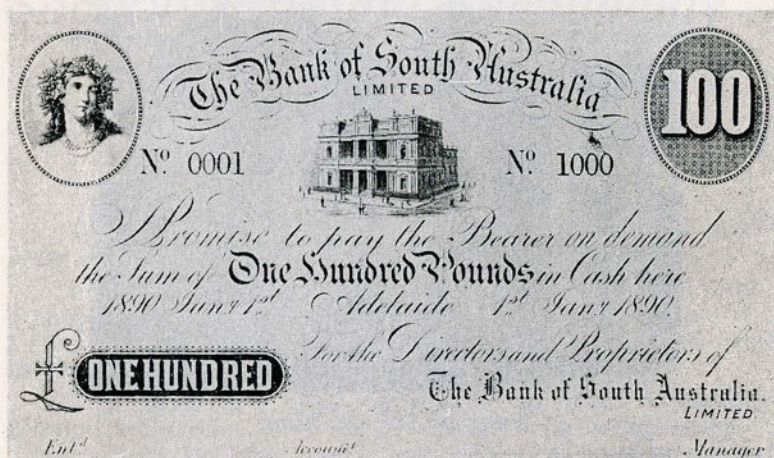 The Bank of South Australia
LIMITED
100
Nº 0001 Nº 1000
I Promise to pay the Bearer on demand
the Sum of One Hundred Pounds in Cash here
1890 Jany 1st Adelaide 1st Jany 1890.
£ ONE HUNDRED For the Directors and Proprietors of
The Bank of South Australia.
LIMITED.
Entd Accountt Manager